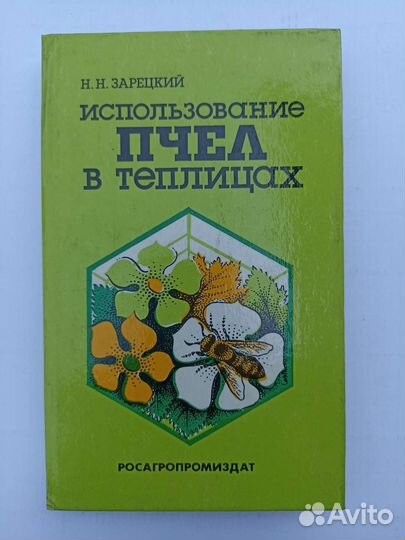 Н. Н. ЗАРЕЦКИЙ
ИСПОЛЬЗОВАНИЕ
ПЧЕЛ
В ТЕПЛИЦАХ
РОСАГРОПРОМИЗДАТ
Avito